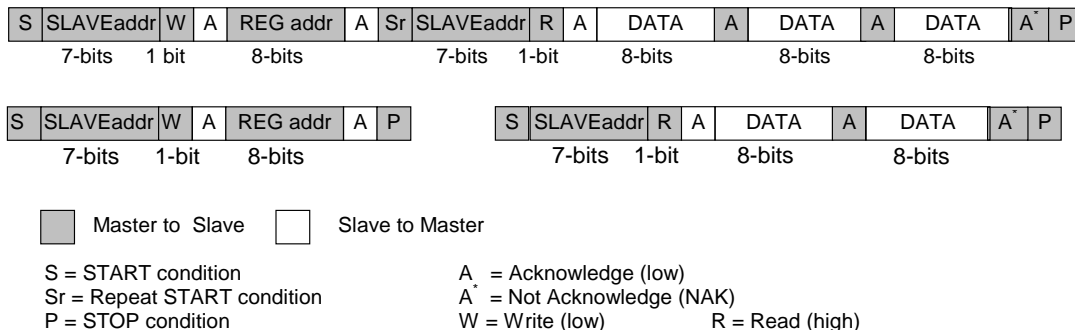 S SLAVEaddr W A REG addr A Sr SLAVEaddr R A DATA A DATA A DATA A* P
7-bits 1 bit 8-bits 7-bits 1-bit 8-bits 8-bits 8-bits
S SLAVEaddr W A REG addr A P S SLAVEaddr R A DATA A DATA A* P
7-bits 1-bit 8-bits 7-bits 1-bit 8-bits 8-bits
Master to Slave Slave to Master
S = START condition A = Acknowledge (low)
Sr = Repeat START condition A* = Not Acknowledge (NAK)
P = STOP condition W = Write (low) R = Read (high)